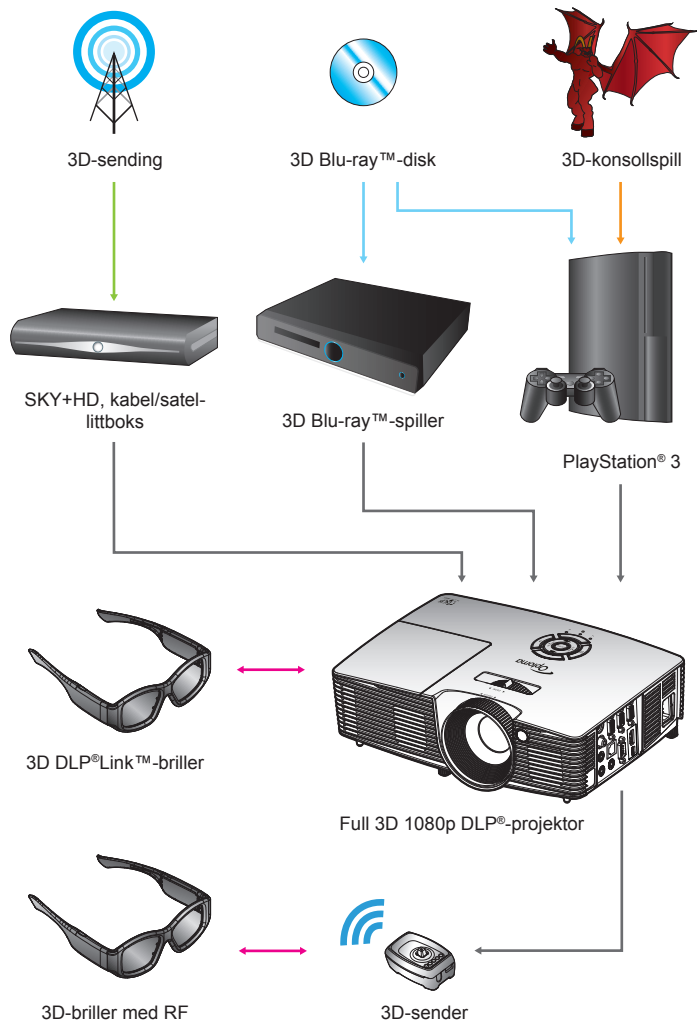 3D-sending
3D Blu-ray™-disk
3D-konsollspill
SKY+HD, kabel/satel-
littboks
3D Blu-ray™-spiller
PlayStation® 3
Optoma
3D DLP®Link™-briller
Full 3D 1080p DLP®-projektor
3D-briller med RF
3D-sender